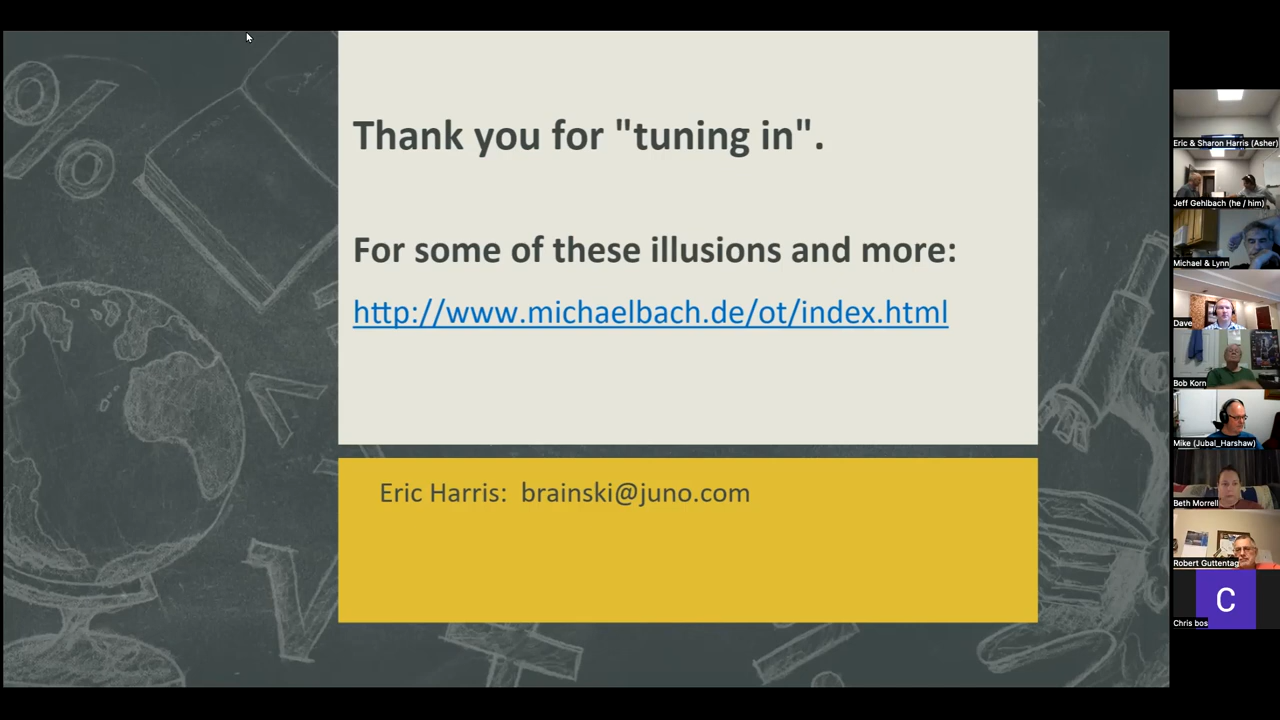 Thank you for "tuning in".
For some of these illusions and more:
http://www.michaelbach.de/ot/index.html
Eric Harris: brainski@juno.com
Eric & Sharon Harris (Asher)
Jeff Gehlbach (he / him)
Michael & Lynn
Dave
Bob Korn
Mike (Jubal_Harshaw)
Beth Morrell
Robert Guttentag
C
Chris bos